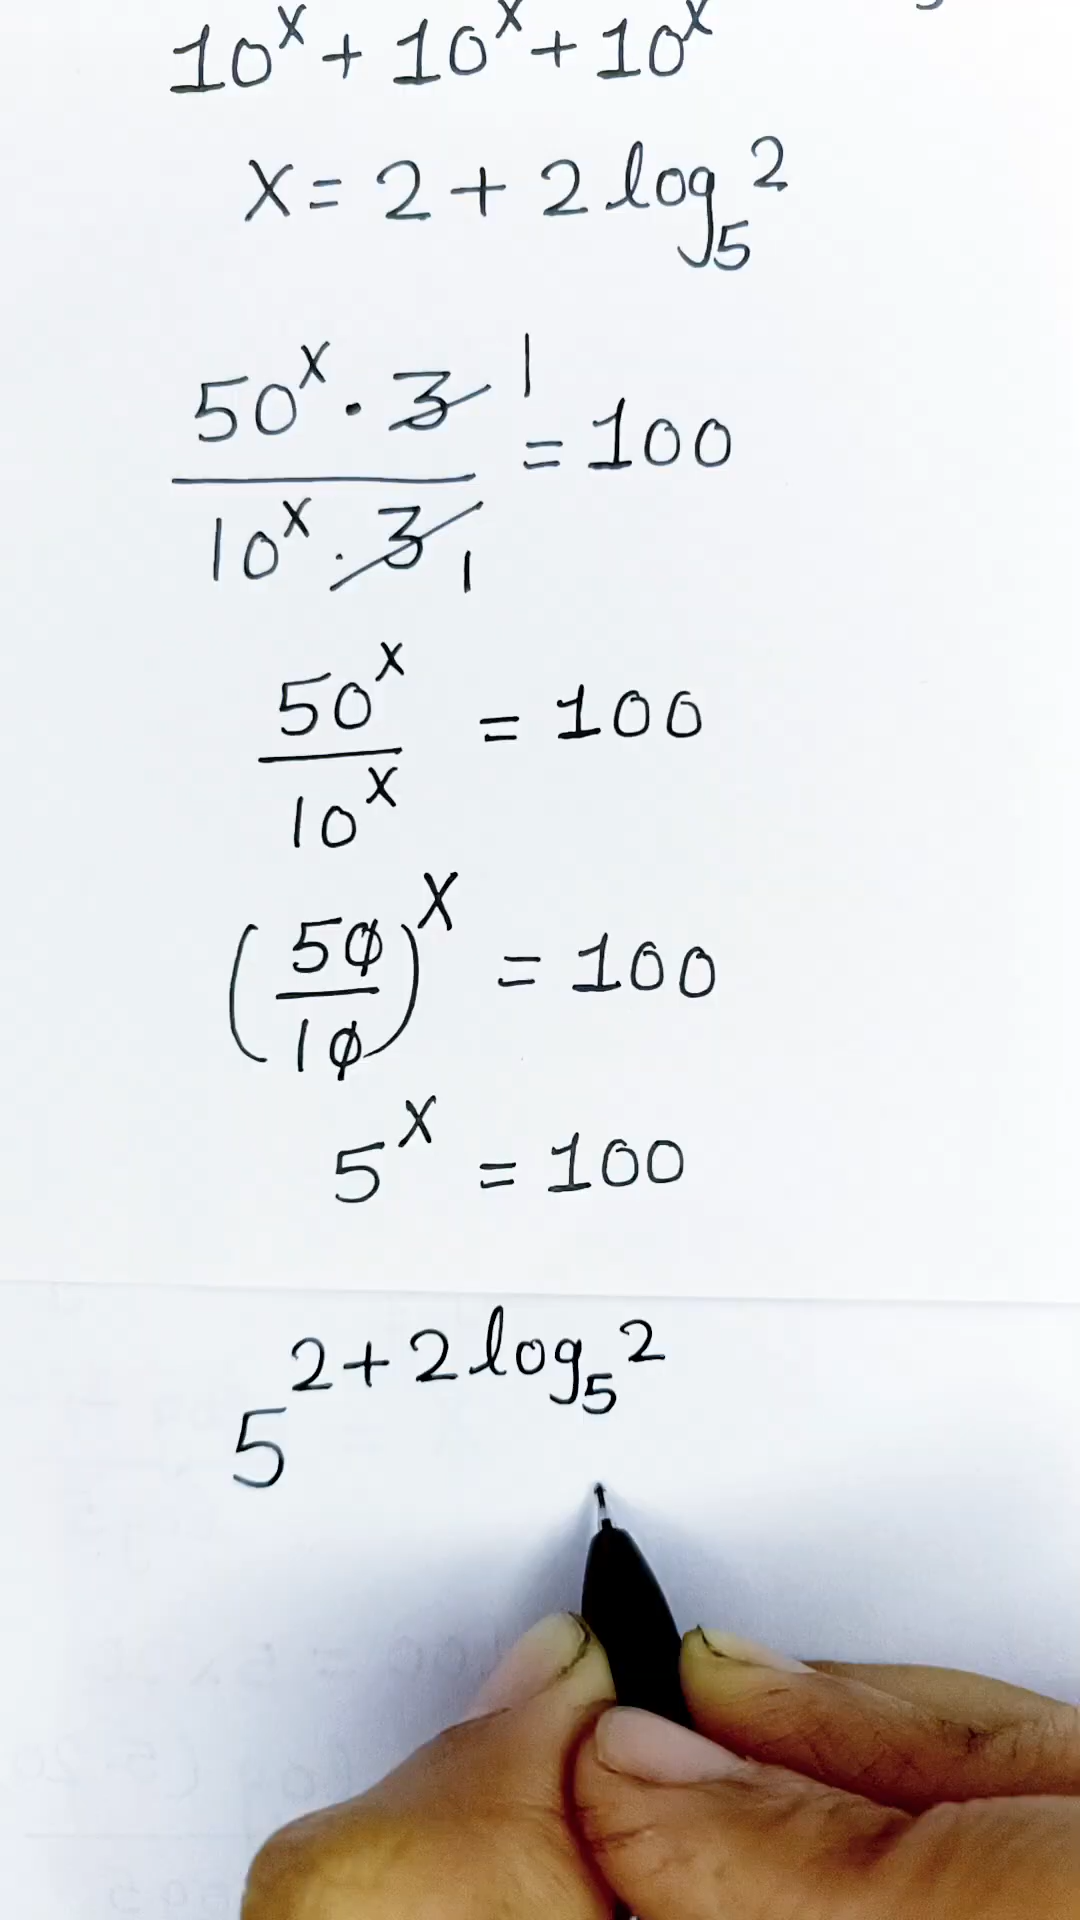 10^x + 10^x + 10^x
x = 2 + 2 log_5 2
50^x · 3 1
10^x · 3 1 = 100
50^x
10^x = 100
(50/10)^x = 100
5^x = 100
5^(2 + 2 log_5 2)